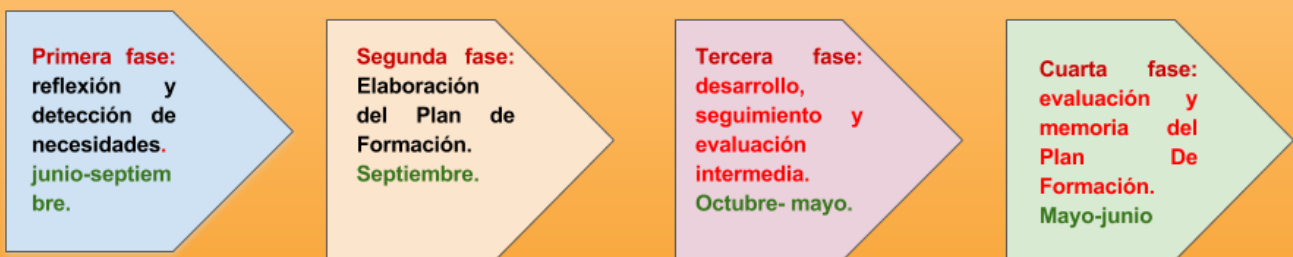 Primera fase:
reflexión y
detección de
necesidades.
junio-septiem
bre.
Segunda fase:
Elaboración
del Plan de
Formación.
Septiembre.
Tercera fase:
desarrollo,
seguimiento y
evaluación
intermedia.
Octubre- mayo.
Cuarta fase:
evaluación y
memoria del
Plan De
Formación.
Mayo-junio